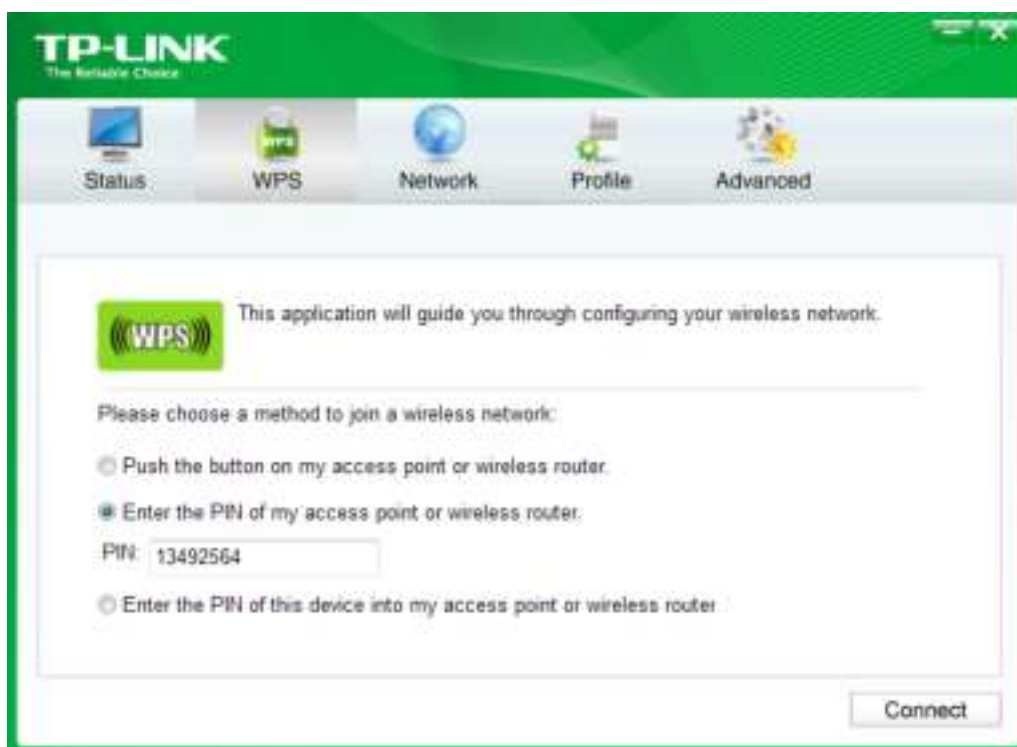 TP-LINK
The Reliable Choice
Status WPS Network Profile Advanced
WPS
This application will guide you through configuring your wireless network.
Please choose a method to join a wireless network:
Push the button on my access point or wireless router.
Enter the PIN of my access point or wireless router.
PIN: 13492564
Enter the PIN of this device into my access point or wireless router
Connect